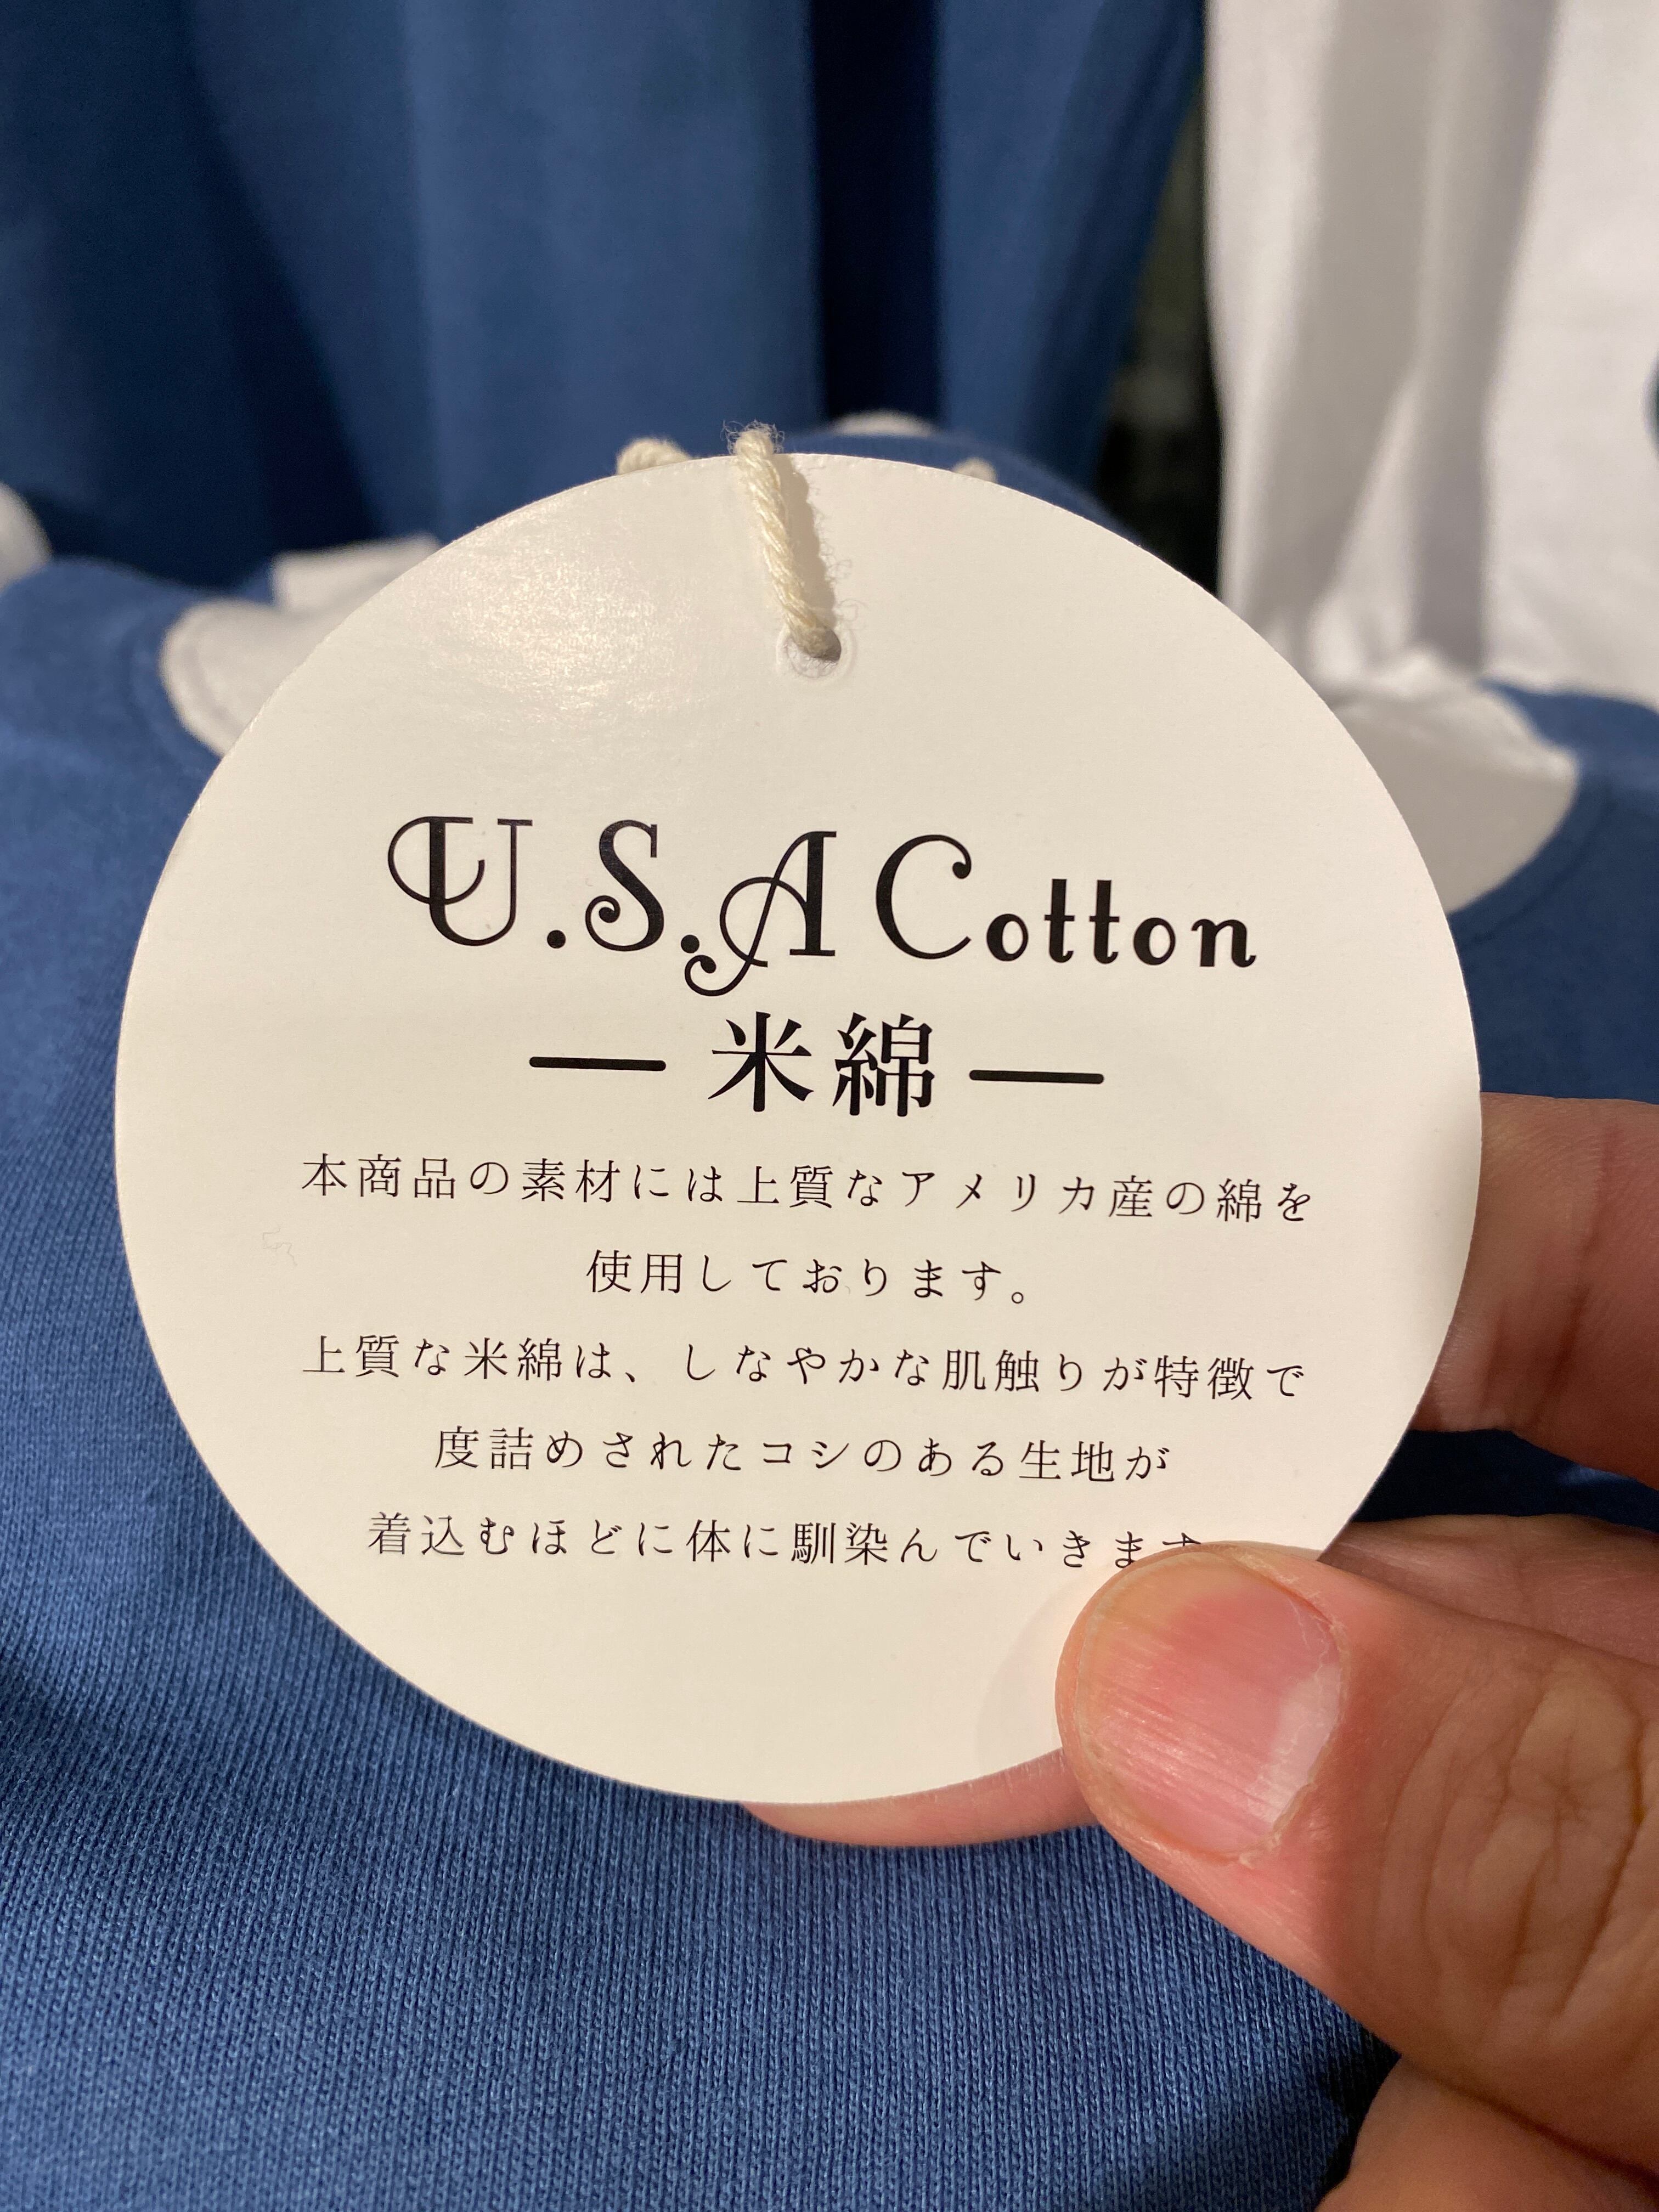 U.S.A Cotton
— 米綿 —
本商品の素材には上質なアメリカ産の綿を
使用しております。
上質な米綿は、しなやかな肌触りが特徴で
度詰めされたコシのある生地が
着込むほどに体に馴染んでいきます